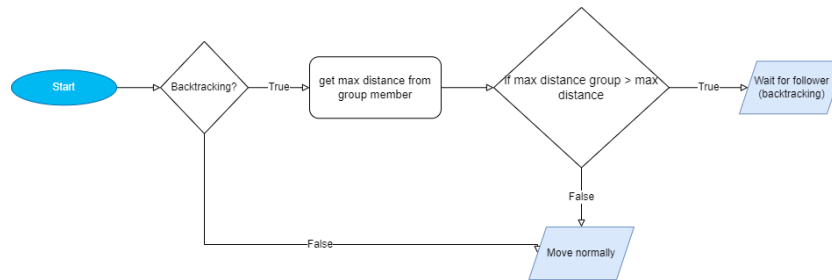 Start
Backtracking?
True
get max distance from
group member
if max distance group > max
distance
True
Wait for follower
(backtracking)
False
False
Move normally